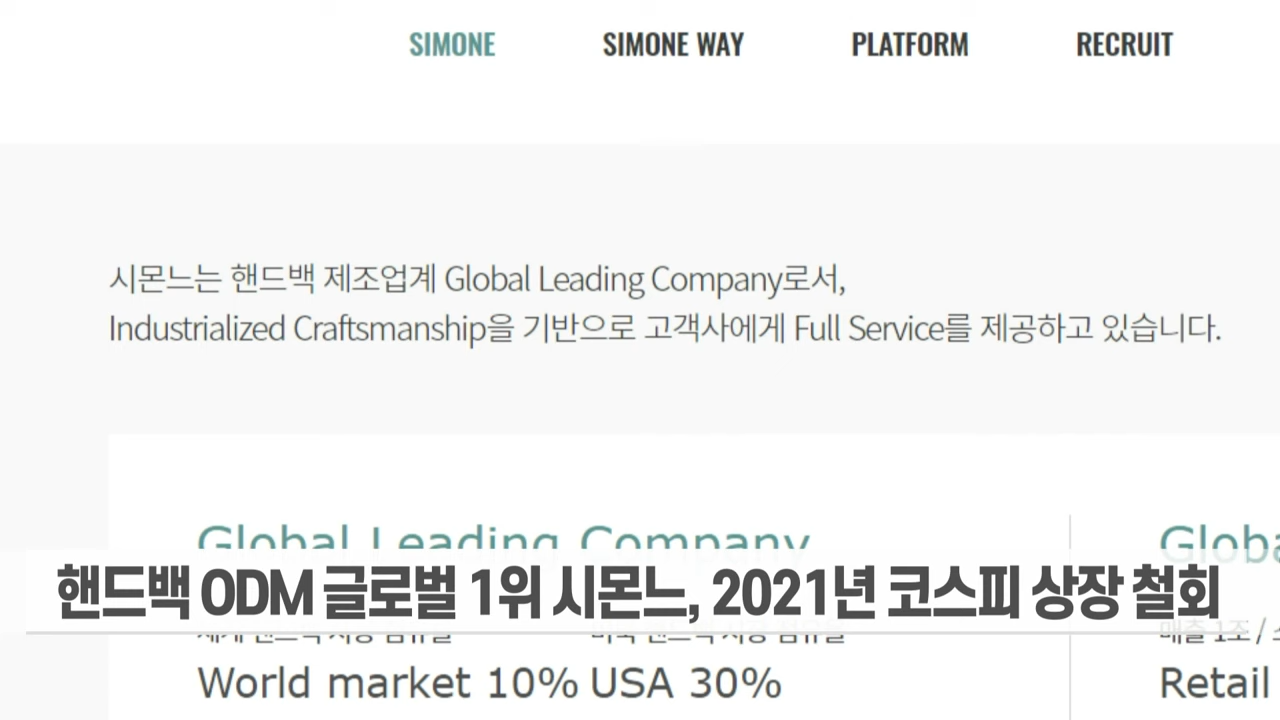 SIMONE SIMONE WAY PLATFORM RECRUIT
시몬느는 핸드백 제조업계 Global Leading Company로서,
Industrialized Craftsmanship을 기반으로 고객사에게 Full Service를 제공하고 있습니다.
Global Leading Company
핸드백 ODM 글로벌 1위 시몬느, 2021년 코스피 상장 철회
World market 10% USA 30% Retail